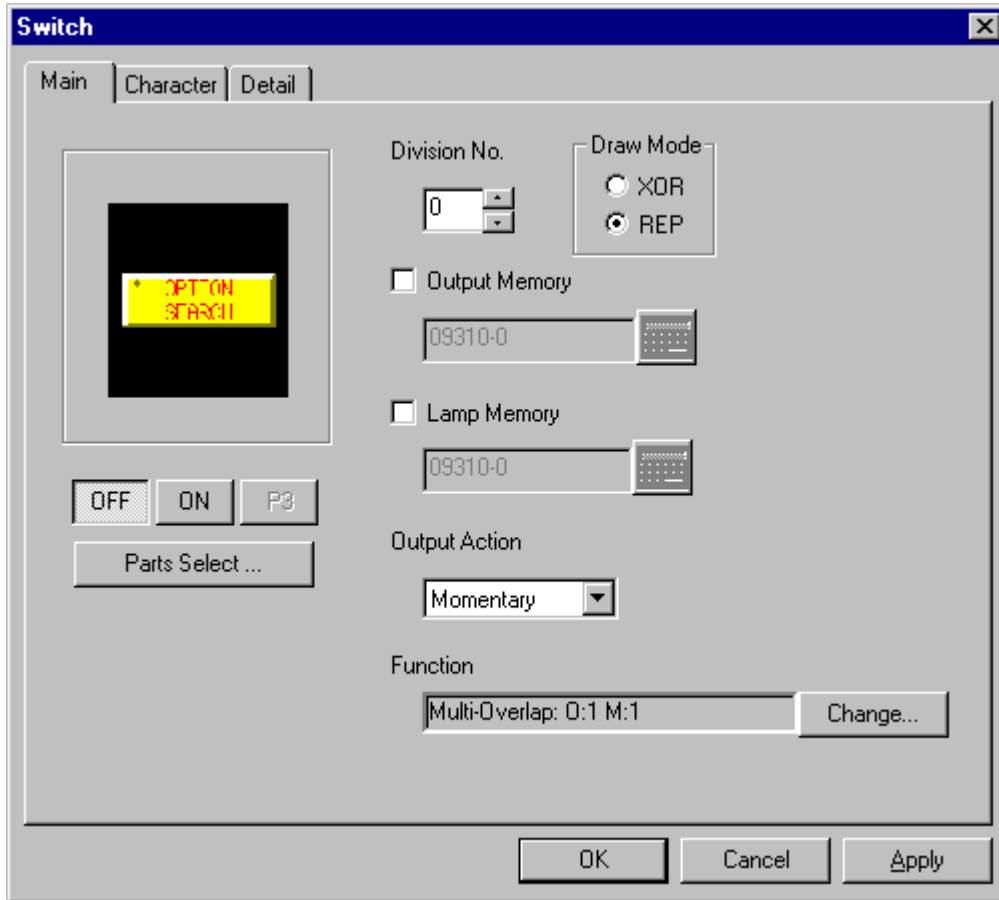 Switch
Main Character Detail
* OPTION
SEARCH
OFF ON P3
Parts Select ...
Division No.
0
Draw Mode
XOR
REP
Output Memory
09310-0
Lamp Memory
09310-0
Output Action
Momentary
Function
Multi-Overlap: O:1 M:1
Change...
OK Cancel Apply